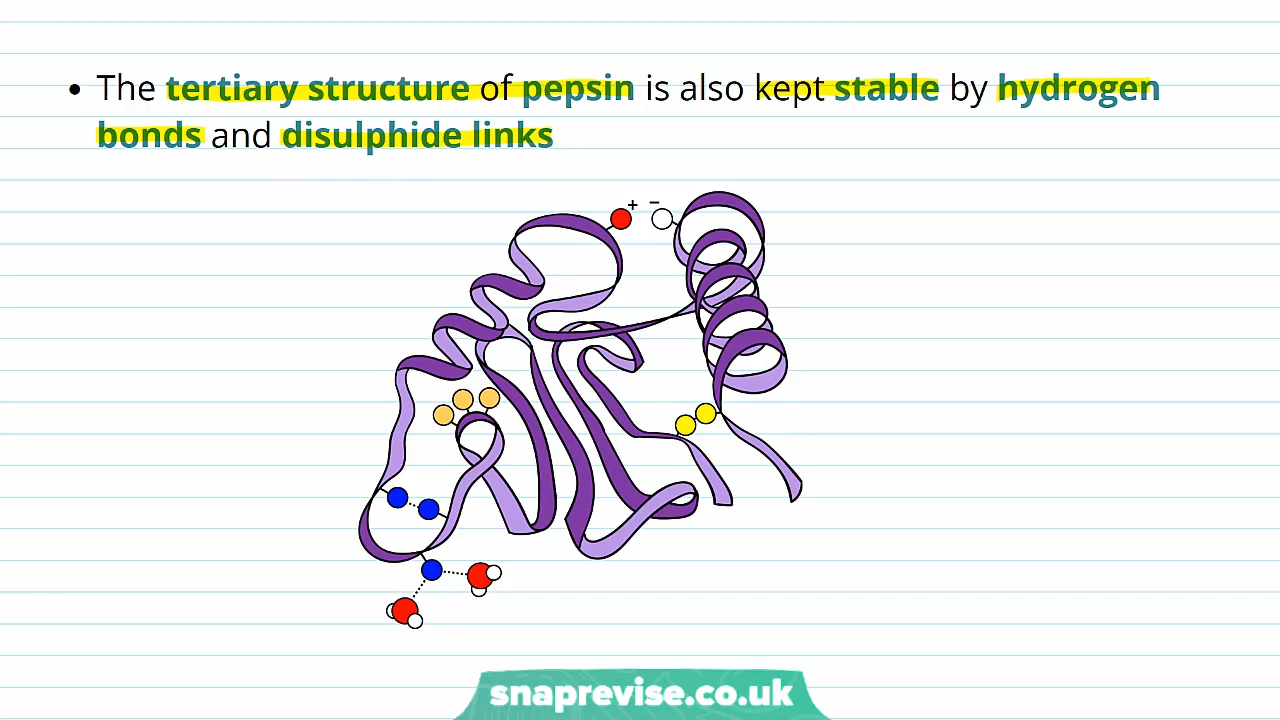 • The tertiary structure of pepsin is also kept stable by hydrogen
bonds and disulphide links
+ −
snaprevise.co.uk